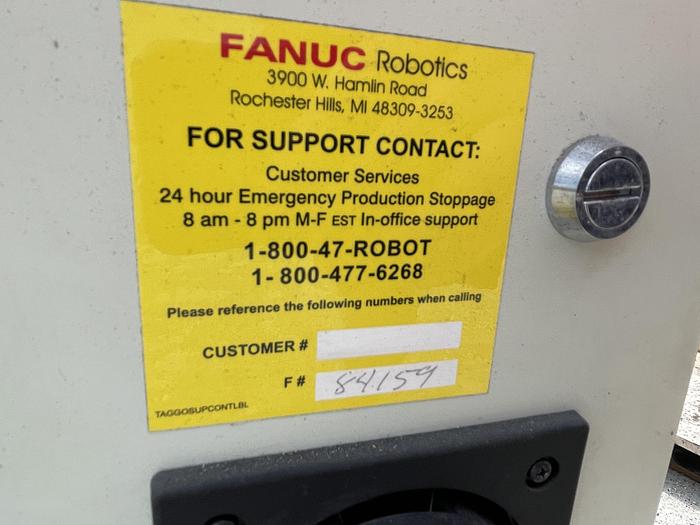 FANUC Robotics
3900 W. Hamlin Road
Rochester Hills, MI 48309-3253
FOR SUPPORT CONTACT:
Customer Services
24 hour Emergency Production Stoppage
8 am - 8 pm M-F EST In-office support
1-800-47-ROBOT
1- 800-477-6268
Please reference the following numbers when calling
CUSTOMER #
F # 84159
TAGGOSUPCONTLBL